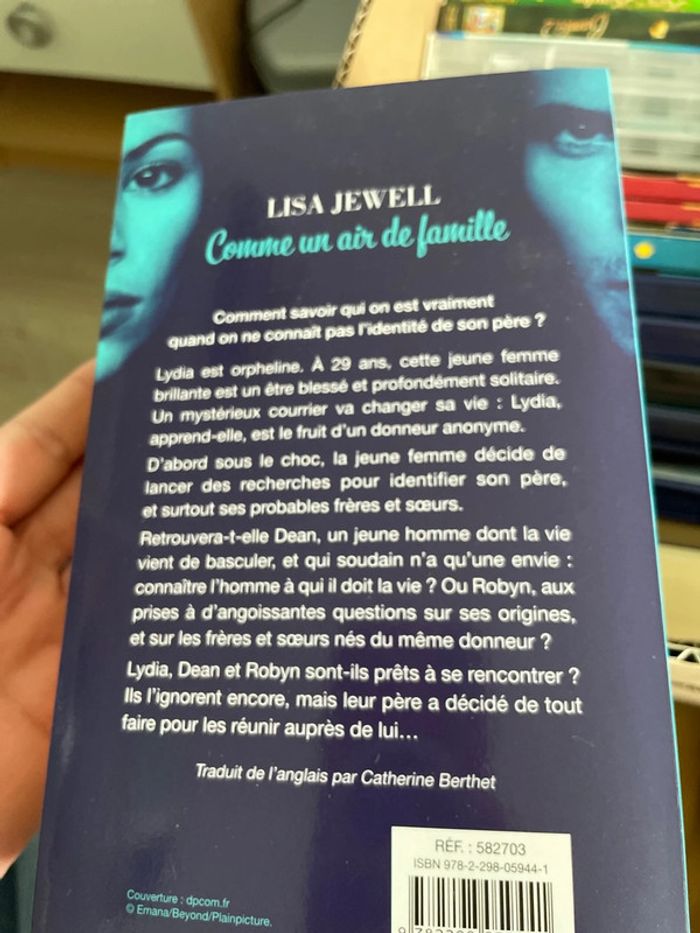 LISA JEWELL
Comme un air de famille
Comment savoir qui on est vraiment
quand on ne connaît pas l'identité de son père ?
Lydia est orpheline. À 29 ans, cette jeune femme
brillante est un être blessé et profondément solitaire.
Un mystérieux courrier va changer sa vie : Lydia,
apprend-elle, est le fruit d'un donneur anonyme.
D'abord sous le choc, la jeune femme décide de
lancer des recherches pour identifier son père,
et surtout ses probables frères et sœurs.
Retrouvera-t-elle Dean, un jeune homme dont la vie
vient de basculer, et qui soudain n'a qu'une envie :
connaître l'homme à qui il doit la vie ? Ou Robyn, aux
prises à d'angoissantes questions sur ses origines,
et sur les frères et sœurs nés du même donneur ?
Lydia, Dean et Robyn sont-ils prêts à se rencontrer ?
Ils l'ignorent encore, mais leur père a décidé de tout
faire pour les réunir auprès de lui...
Traduit de l'anglais par Catherine Berthet
RÉF. : 582703
ISBN 978-2-298-05944-1
Couverture : dpcom.fr
© Emana/Beyond/Plainpicture.